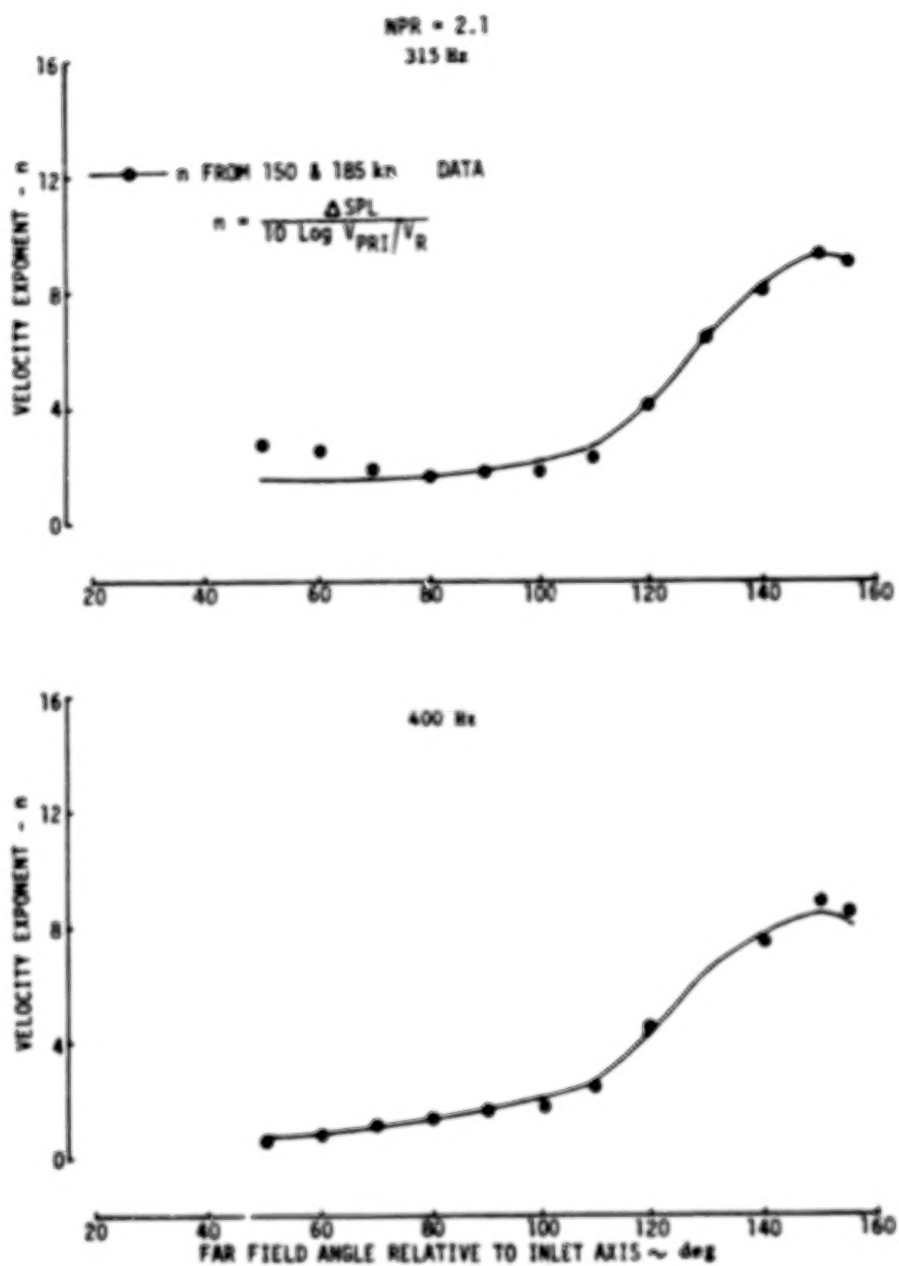 NPR = 2.1
315 Hz
16
12
8
4
0
VELOCITY EXPONENT - n
n FROM 150 & 185 kn DATA
n = ΔSPL / 10 Log V_PRI/V_R
20 40 60 80 100 120 140 160
400 Hz
16
12
8
4
0
VELOCITY EXPONENT - n
20 40 60 80 100 120 140 160
FAR FIELD ANGLE RELATIVE TO INLET AXIS ~ deg